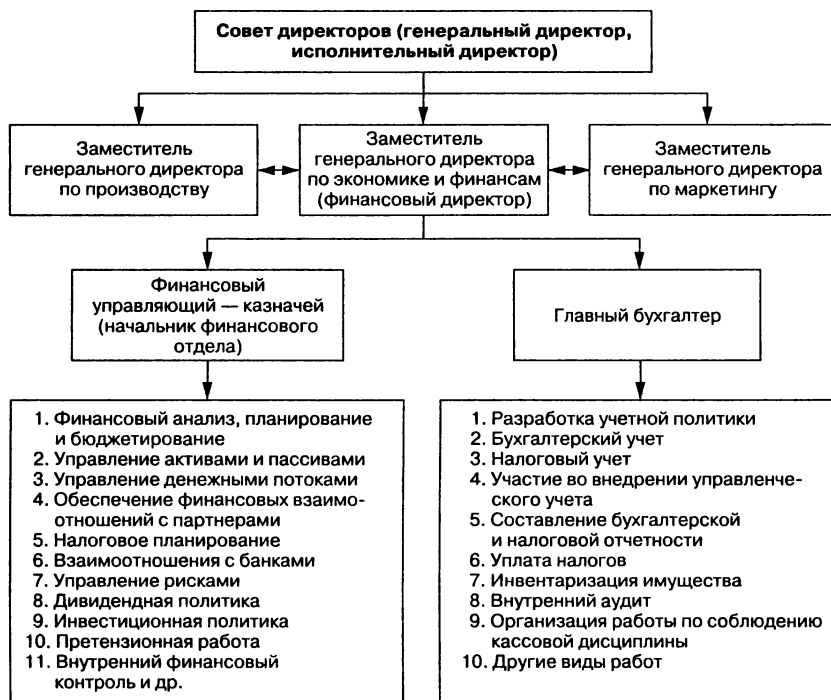 Совет директоров (генеральный директор,
исполнительный директор)
Заместитель
генерального директора
по производству
Заместитель
генерального директора
по экономике и финансам
(финансовый директор)
Заместитель
генерального директора
по маркетингу
Финансовый
управляющий — казначей
(начальник финансового
отдела)
Главный бухгалтер
1. Финансовый анализ, планирование
и бюджетирование
2. Управление активами и пассивами
3. Управление денежными потоками
4. Обеспечение финансовых взаимо-
отношений с партнерами
5. Налоговое планирование
6. Взаимоотношения с банками
7. Управление рисками
8. Дивидендная политика
9. Инвестиционная политика
10. Претензионная работа
11. Внутренний финансовый
контроль и др.
1. Разработка учетной политики
2. Бухгалтерский учет
3. Налоговый учет
4. Участие во внедрении управленче-
ского учета
5. Составление бухгалтерской
и налоговой отчетности
6. Уплата налогов
7. Инвентаризация имущества
8. Внутренний аудит
9. Организация работы по соблюдению
кассовой дисциплины
10. Другие виды работ